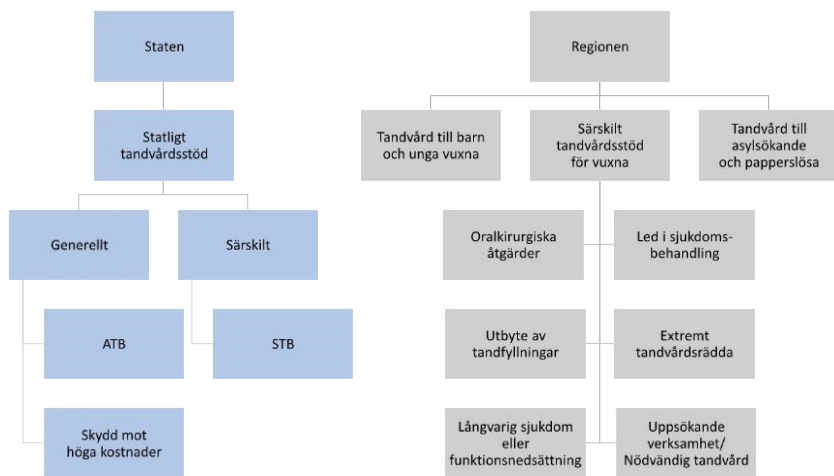 Staten
Statligt
tandvårdsstöd
Generellt
Särskilt
ATB
STB
Skydd mot
höga kostnader
Regionen
Tandvård till barn
och unga vuxna
Särskilt
tandvårdsstöd
för vuxna
Tandvård till
asylsökande
och papperslösa
Oralkirurgiska
åtgärder
Led i sjukdoms-
behandling
Utbyte av
tandfyllningar
Extremt
tandvårdsrädda
Långvarig sjukdom
eller
funktionsnedsättning
Uppsökande
verksamhet/
Nödvändig tandvård